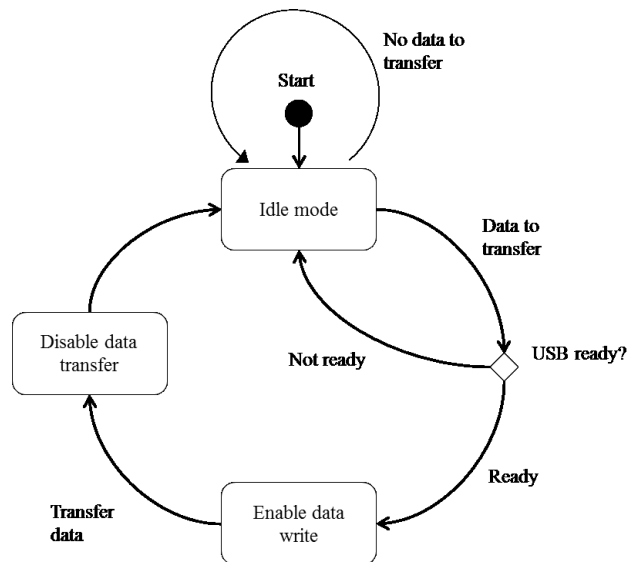 No data to
transfer
Start
Idle mode
Data to
transfer
Disable data
transfer
Not ready
USB ready?
Ready
Transfer
data
Enable data
write